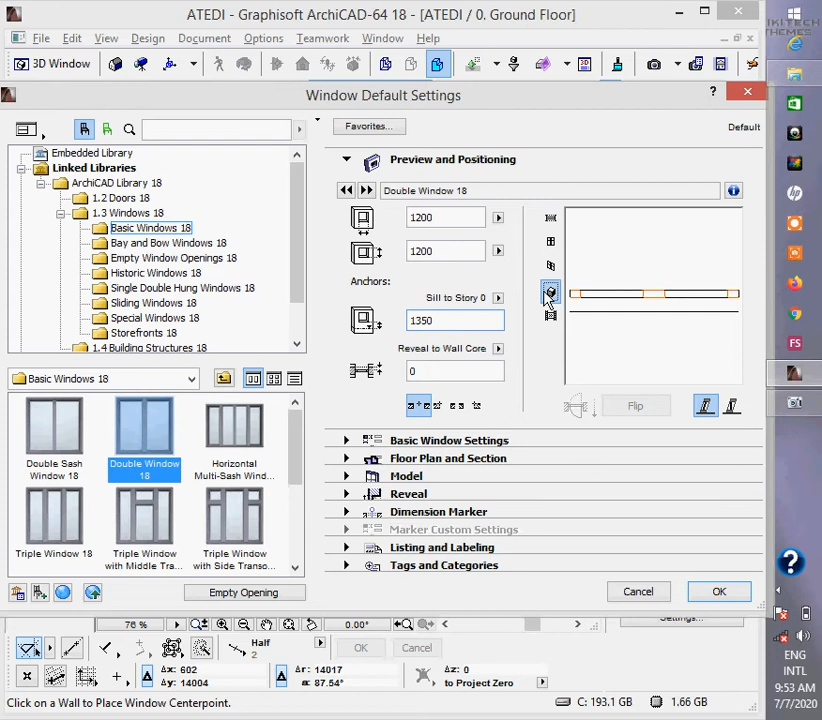 ATEDI - Graphisoft ArchiCAD-64 18 - [ATEDI / 0. Ground Floor]
IKITECH
THEMES
File Edit View Design Document Options Teamwork Window Help
3D Window
Window Default Settings
?
Favorites...
Default
Embedded Library
Linked Libraries
ArchiCAD Library 18
1.2 Doors 18
1.3 Windows 18
Basic Windows 18
Bay and Bow Windows 18
Empty Window Openings 18
Historic Windows 18
Single Double Hung Windows 18
Sliding Windows 18
Special Windows 18
Storefronts 18
1.4 Building Structures 18
Preview and Positioning
Double Window 18
1200
1200
Anchors:
Sill to Story 0
1350
Reveal to Wall Core
0
Flip
Basic Windows 18
Double Sash Window 18
Double Window 18
Horizontal Multi-Sash Wind...
Triple Window 18
Triple Window with Middle Tra...
Triple Window with Side Transo...
Empty Opening
Basic Window Settings
Floor Plan and Section
Model
Reveal
Dimension Marker
Marker Custom Settings
Listing and Labeling
Tags and Categories
Cancel
OK
76 %
0.00°
Settings...
Half
2
OK
Cancel
Δx: 602
Δy: 14004
Δr: 14017
a: 87.54°
Δz: 0
to Project Zero
Click on a Wall to Place Window Centerpoint.
C: 193.1 GB
1.66 GB
hp
FS
?
ENG
INTL
9:53 AM
7/7/2020